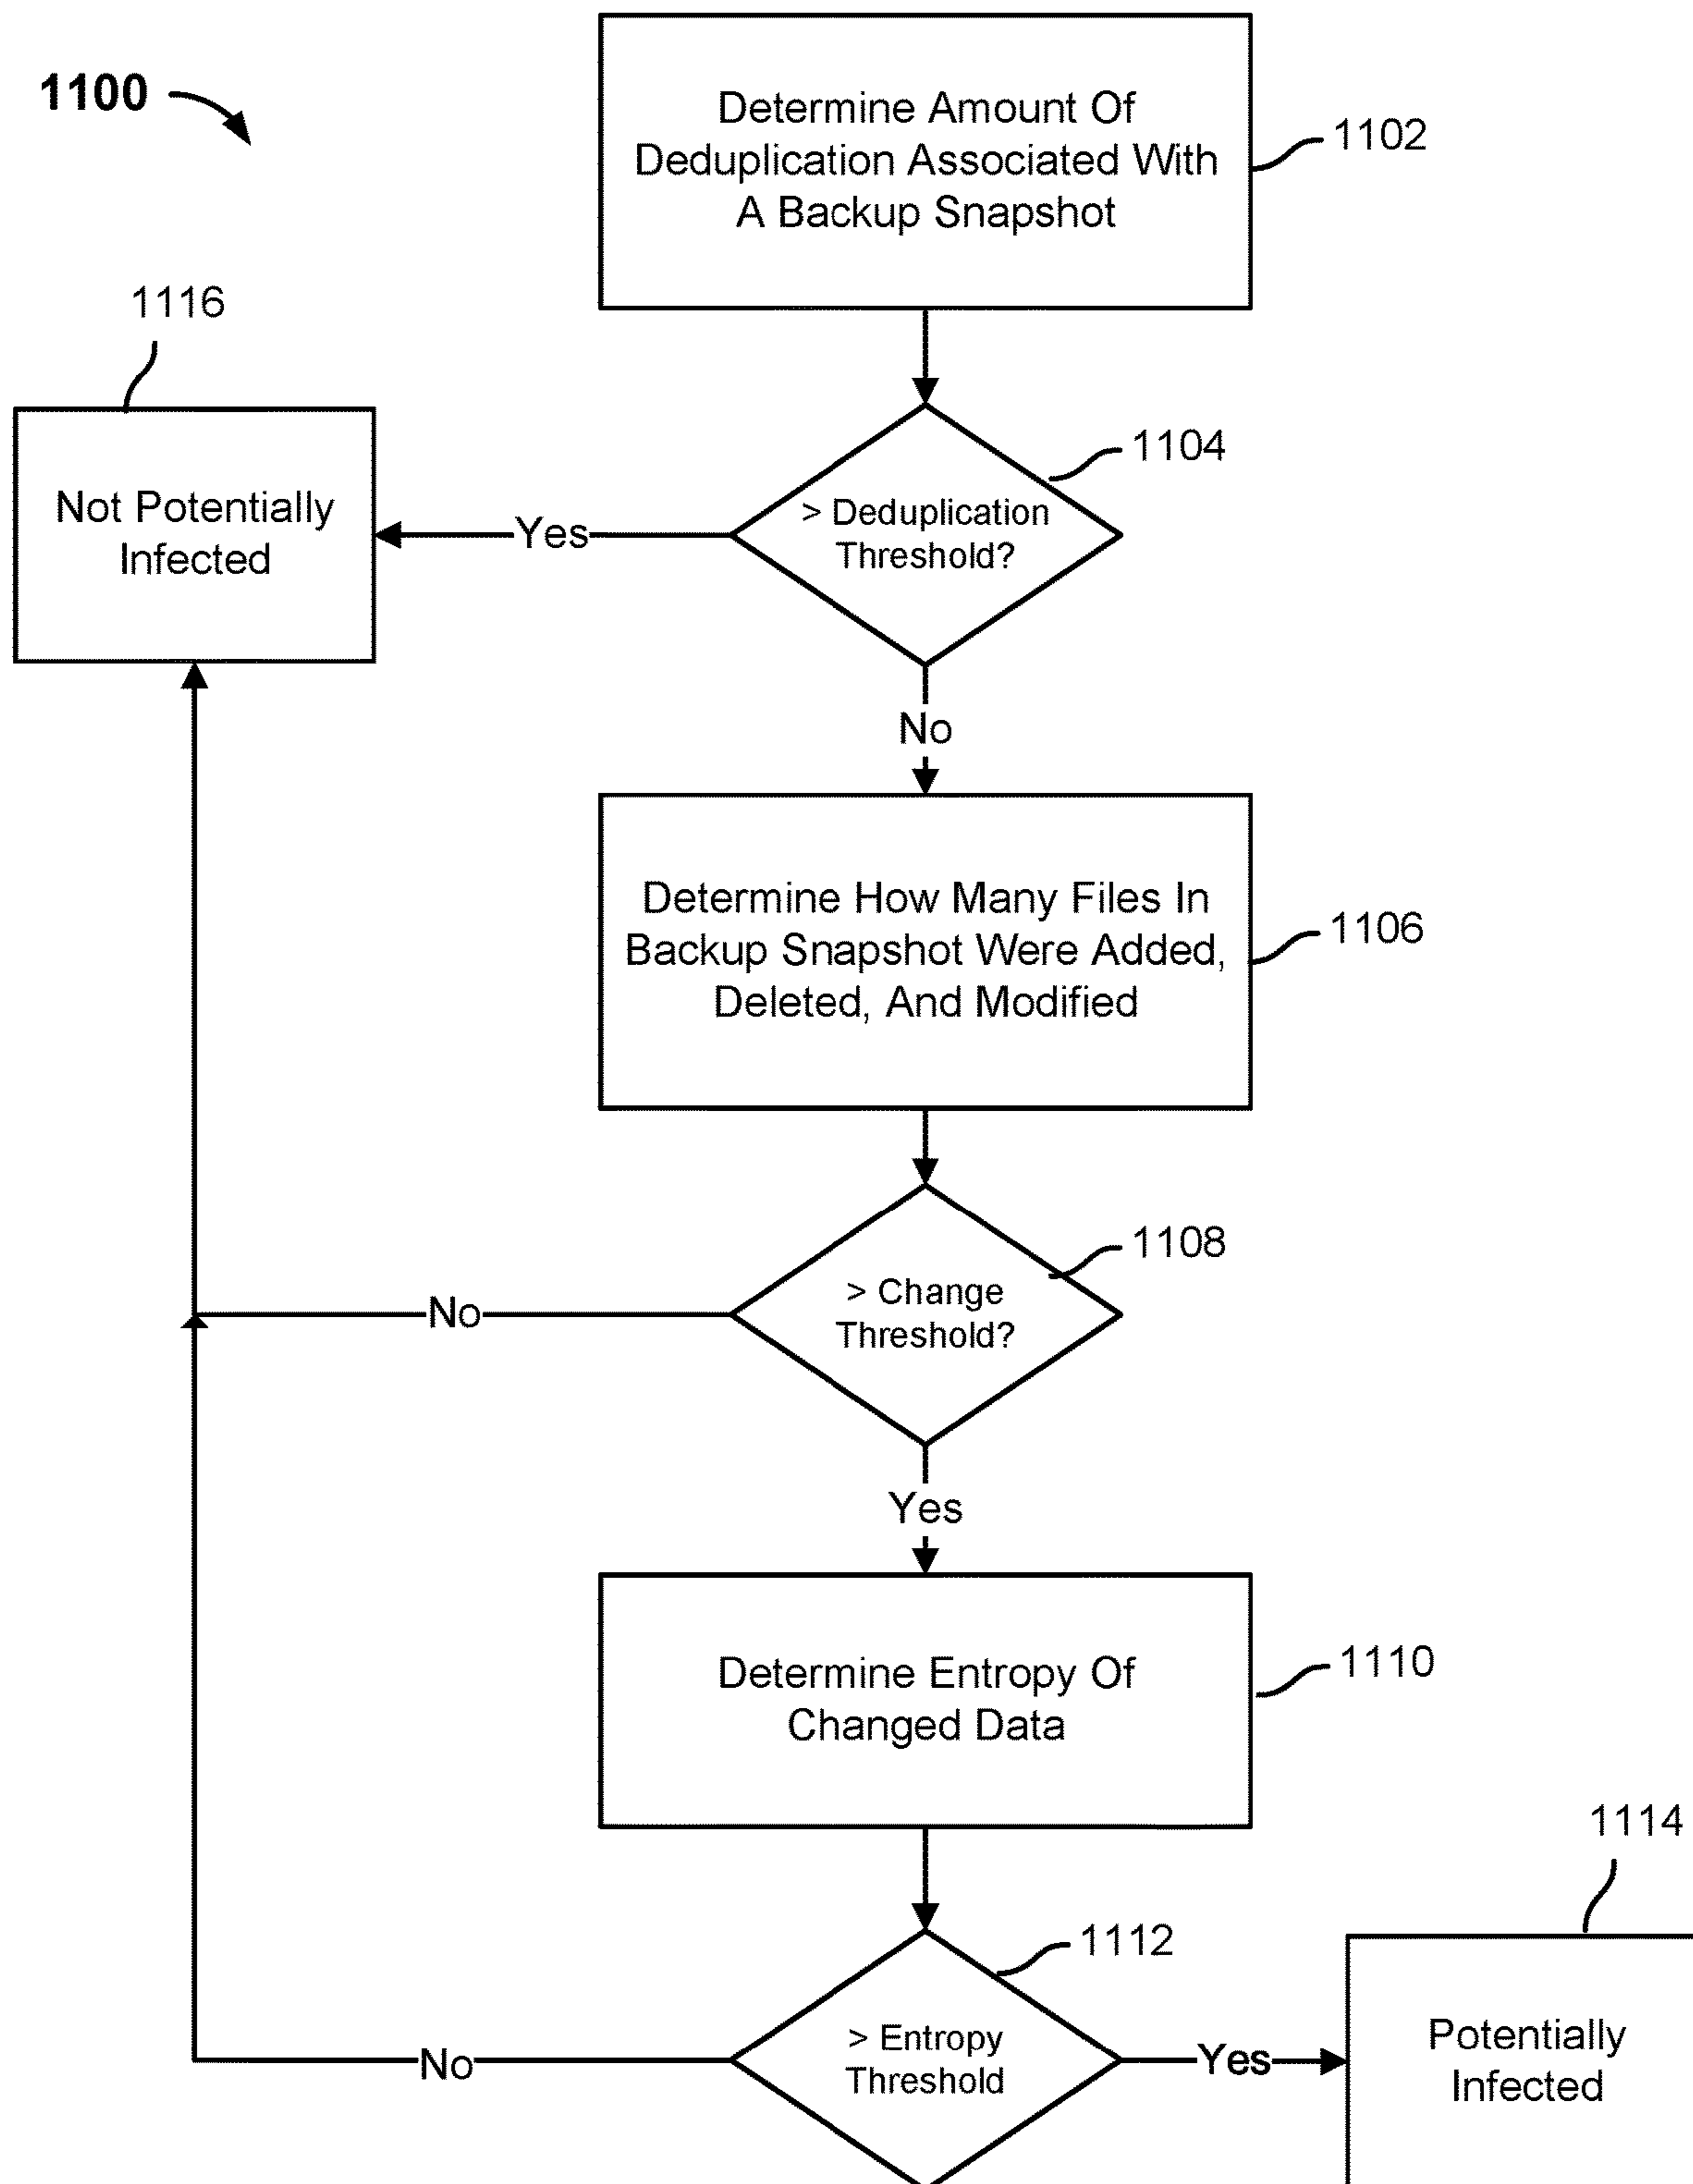 1100
Determine Amount Of
Deduplication Associated With
A Backup Snapshot
1102
1116
Not Potentially
Infected
Yes
> Deduplication
Threshold?
1104
No
Determine How Many Files In
Backup Snapshot Were Added,
Deleted, And Modified
1106
No
> Change
Threshold?
1108
Yes
Determine Entropy Of
Changed Data
1110
No
> Entropy
Threshold
1112
Yes
1114
Potentially
Infected